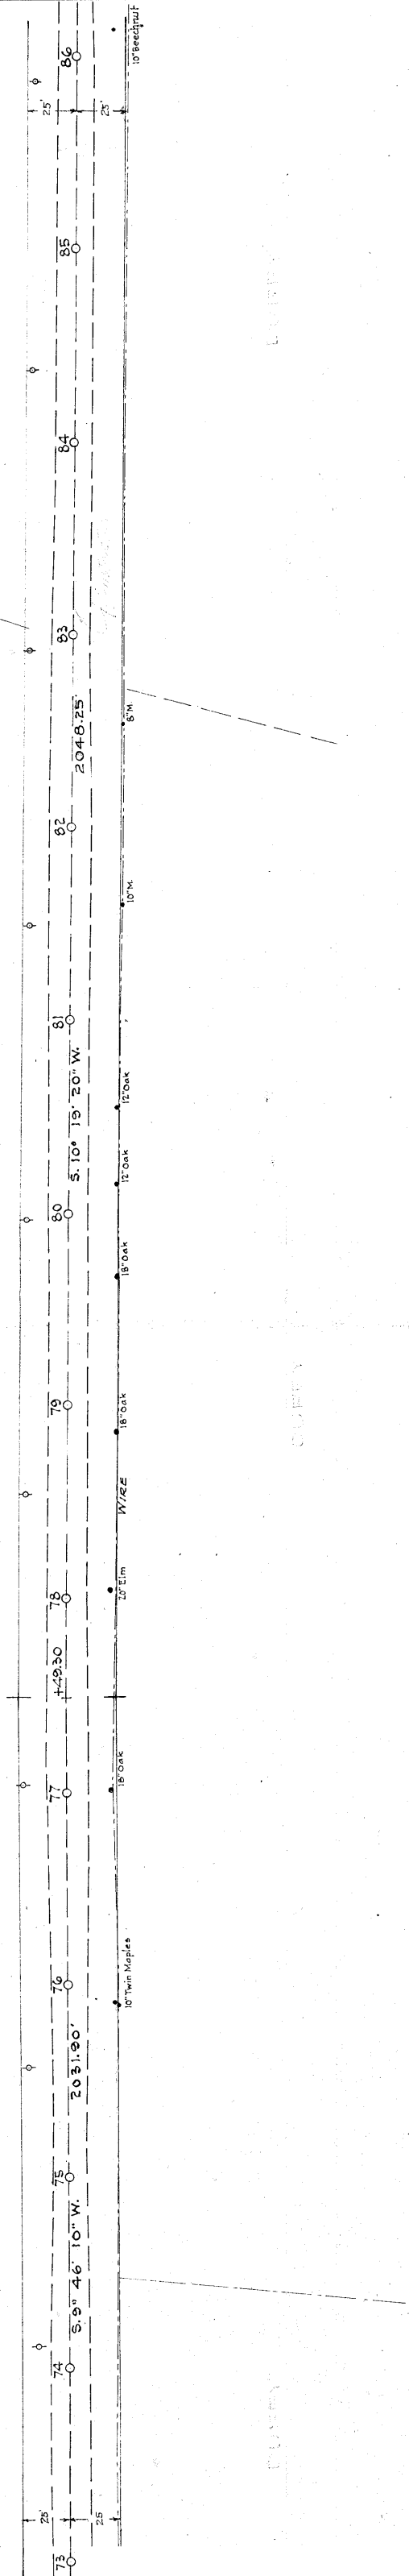 86
10" Beechnut
25'
25'
85
84
83
2048.25'
8" M.
82
10" M.
81
S. 10° 19' 20" W.
12" Oak
12" Oak
80
18" Oak
79
18" Oak
WIRE
20" Elm
78
+49.30
18" Oak
77
76
10" Twin Maples
2031.90'
75
S. 9° 46' 10" W.
74
25'
25
73